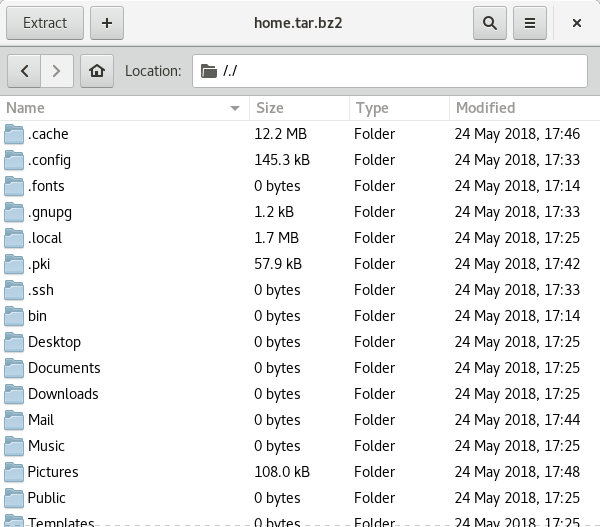 Extract + home.tar.bz2
Location: /./
Name Size Type Modified
.cache 12.2 MB Folder 24 May 2018, 17:46
.config 145.3 kB Folder 24 May 2018, 17:33
.fonts 0 bytes Folder 24 May 2018, 17:14
.gnupg 1.2 kB Folder 24 May 2018, 17:33
.local 1.7 MB Folder 24 May 2018, 17:25
.pki 57.9 kB Folder 24 May 2018, 17:42
.ssh 0 bytes Folder 24 May 2018, 17:33
bin 0 bytes Folder 24 May 2018, 17:14
Desktop 0 bytes Folder 24 May 2018, 17:25
Documents 0 bytes Folder 24 May 2018, 17:25
Downloads 0 bytes Folder 24 May 2018, 17:25
Mail 0 bytes Folder 24 May 2018, 17:44
Music 0 bytes Folder 24 May 2018, 17:25
Pictures 108.0 kB Folder 24 May 2018, 17:48
Public 0 bytes Folder 24 May 2018, 17:25
Templates 0 bytes Folder 24 May 2018, 17:25